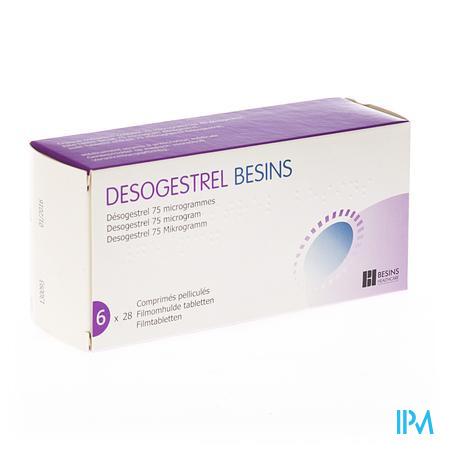 DESOGESTREL BESINS
Désogestrel 75 microgrammes
Desogestrel 75 microgram
Desogestrel 75 Mikrogramm
Comprimés pelliculés
6 x 28 Filmomhulde tabletten
Filmtabletten
BESINS
HEALTHCARE
IPM